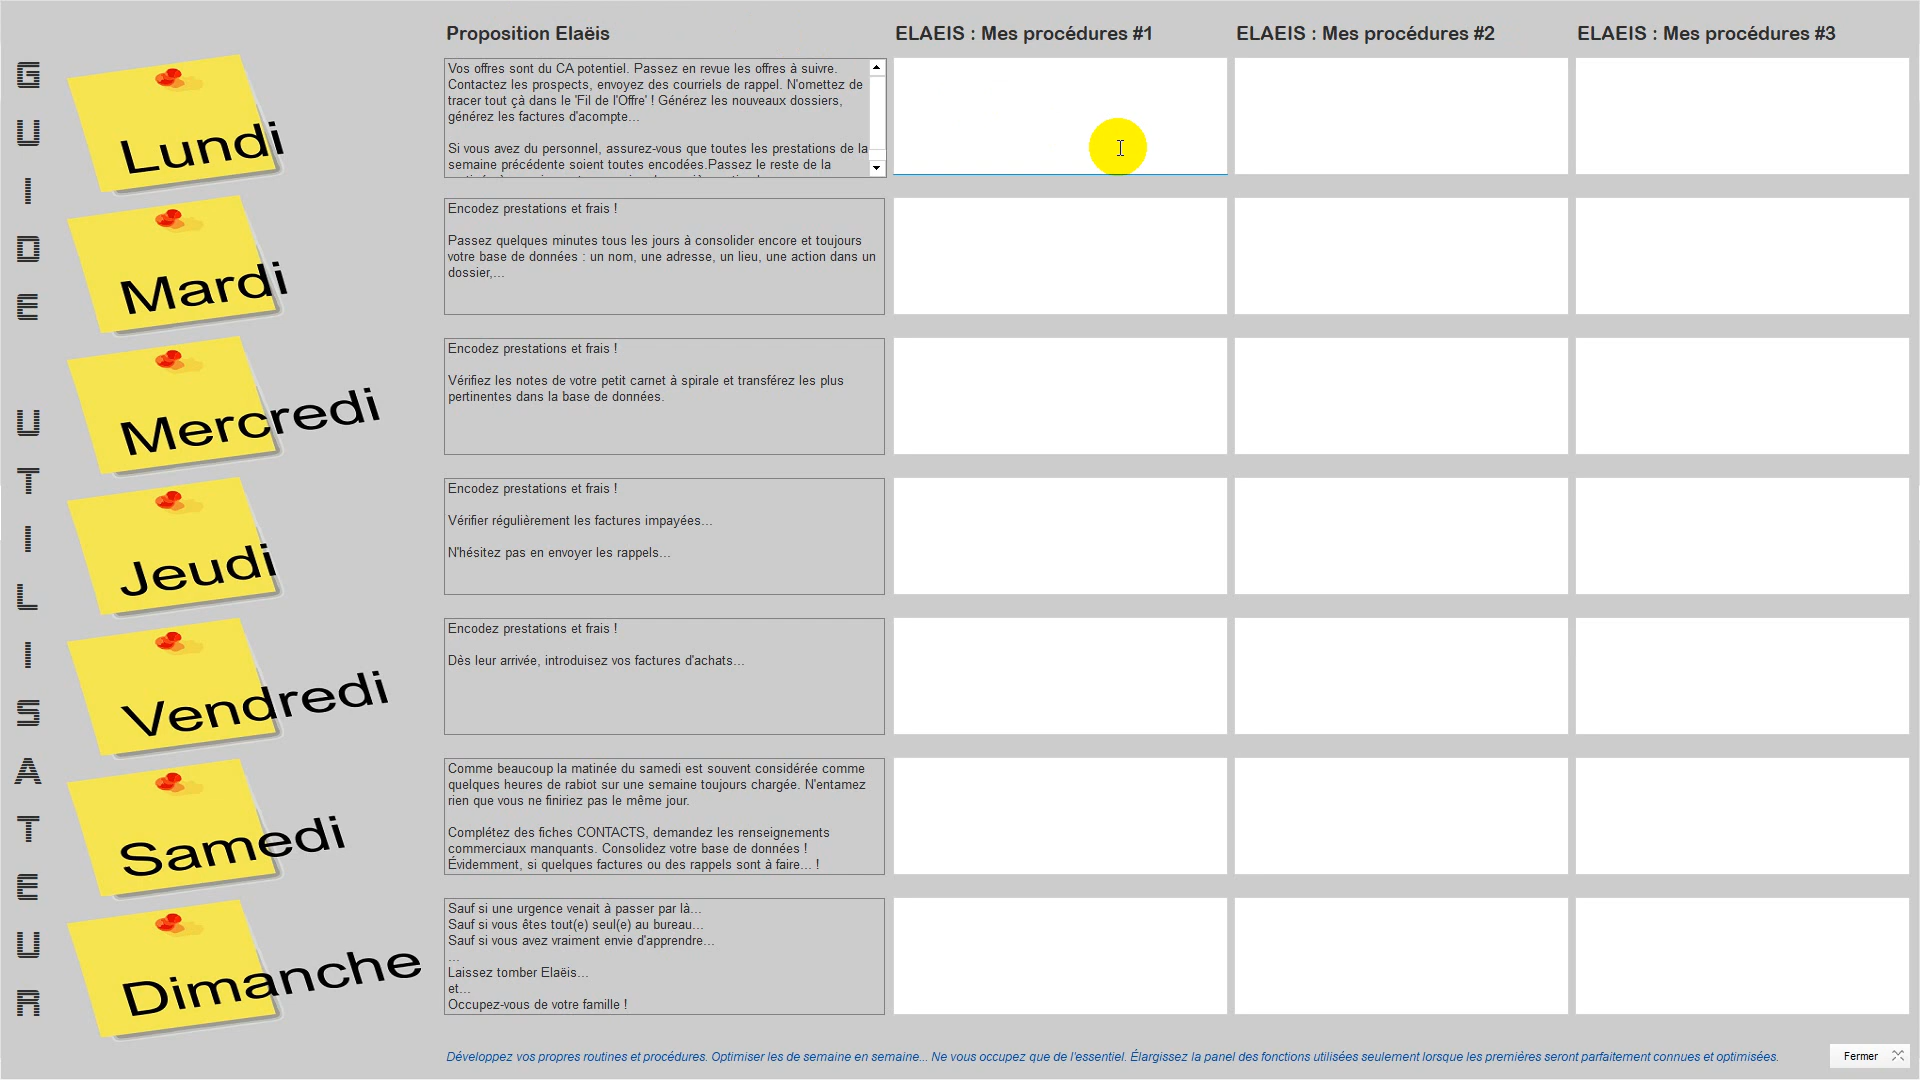 GUIDE UTILISATEUR
Proposition Elaëis
ELAEIS : Mes procédures #1
ELAEIS : Mes procédures #2
ELAEIS : Mes procédures #3
Lundi
Vos offres sont du CA potentiel. Passez en revue les offres à suivre.
Contactez les prospects, envoyez des courriels de rappel. N'omettez de
tracer tout çà dans le 'Fil de l'Offre' ! Générez les nouveaux dossiers,
générez les factures d'acompte...
Si vous avez du personnel, assurez-vous que toutes les prestations de la
semaine précédente soient toutes encodées.Passez le reste de la
Mardi
Encodez prestations et frais !
Passez quelques minutes tous les jours à consolider encore et toujours
votre base de données : un nom, une adresse, un lieu, une action dans un
dossier,...
Mercredi
Encodez prestations et frais !
Vérifiez les notes de votre petit carnet à spirale et transférez les plus
pertinentes dans la base de données.
Jeudi
Encodez prestations et frais !
Vérifier régulièrement les factures impayées...
N'hésitez pas en envoyer les rappels...
Vendredi
Encodez prestations et frais !
Dès leur arrivée, introduisez vos factures d'achats...
Samedi
Comme beaucoup la matinée du samedi est souvent considérée comme
quelques heures de rabiot sur une semaine toujours chargée. N'entamez
rien que vous ne finiriez pas le même jour.
Complétez des fiches CONTACTS, demandez les renseignements
commerciaux manquants. Consolidez votre base de données !
Évidemment, si quelques factures ou des rappels sont à faire... !
Dimanche
Sauf si une urgence venait à passer par là...
Sauf si vous êtes tout(e) seul(e) au bureau...
Sauf si vous avez vraiment envie d'apprendre...
...
Laissez tomber Elaëis...
et...
Occupez-vous de votre famille !
Développez vos propres routines et procédures. Optimiser les de semaine en semaine... Ne vous occupez que de l'essentiel. Élargissez la panel des fonctions utilisées seulement lorsque les premières seront parfaitement connues et optimisées.
Fermer